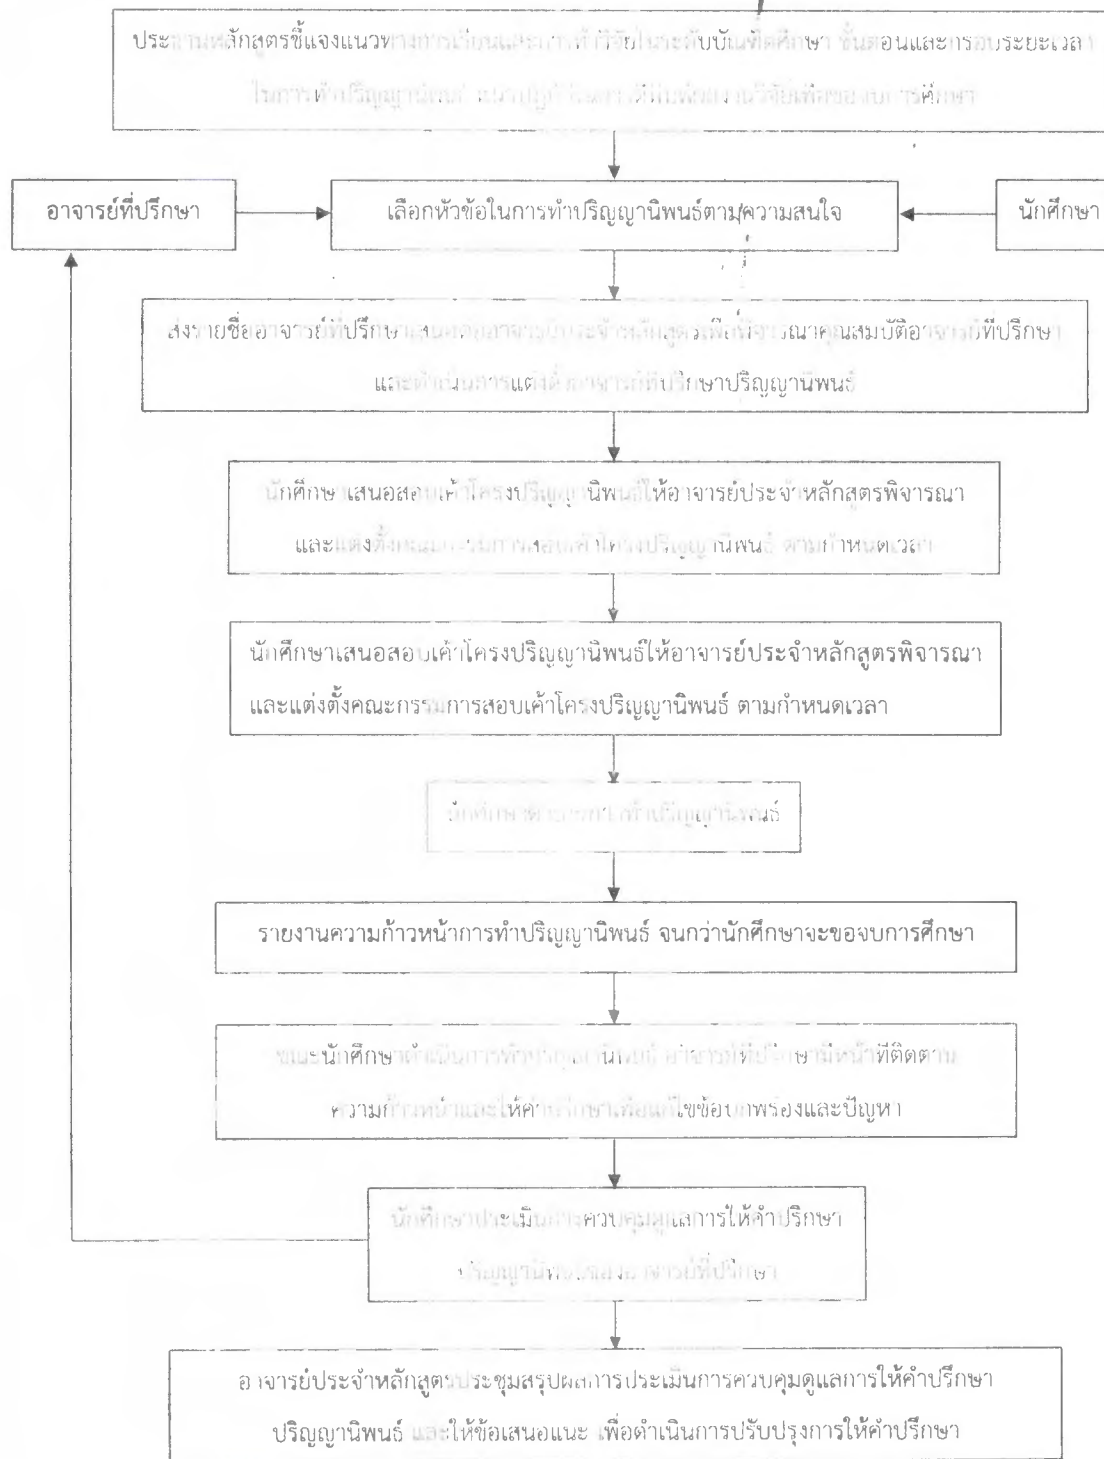 ประธานหลักสูตรชี้แจงแนวทางการเรียนและการทำวิจัยในระดับบัณฑิตศึกษา ขั้นตอนและกรอบระยะเวลา
ในการทำปริญญานิพนธ์ งานวิจัยเพื่อขอจบการศึกษา
อาจารย์ที่ปรึกษา
เลือกหัวข้อในการทำปริญญานิพนธ์ตามความสนใจ
นักศึกษา
ส่งรายชื่ออาจารย์ที่ปรึกษา อาจารย์ประจำหลักสูตรเพื่อพิจารณาคุณสมบัติอาจารย์ที่ปรึกษา
และดำเนินการแต่งตั้งอาจารย์ที่ปรึกษาปริญญานิพนธ์
นักศึกษาเสนอสอบเค้าโครงปริญญานิพนธ์ให้อาจารย์ประจำหลักสูตรพิจารณา
และแต่งตั้งคณะกรรมการสอบเค้าโครงปริญญานิพนธ์ ตามกำหนดเวลา
นักศึกษาเสนอสอบเค้าโครงปริญญานิพนธ์ให้อาจารย์ประจำหลักสูตรพิจารณา
และแต่งตั้งคณะกรรมการสอบเค้าโครงปริญญานิพนธ์ ตามกำหนดเวลา
นักศึกษาดำเนินการทำปริญญานิพนธ์
รายงานความก้าวหน้าการทำปริญญานิพนธ์ จนกว่านักศึกษาจะขอจบการศึกษา
ขณะนักศึกษาดำเนินการทำปริญญานิพนธ์ อาจารย์ที่ปรึกษามีหน้าที่ติดตาม
ความก้าวหน้าและให้คำปรึกษาเพื่อแก้ไขข้อบกพร่องและปัญหา
นักศึกษาประเมินการควบคุมดูแลการให้คำปรึกษา
ปริญญานิพนธ์ของอาจารย์ที่ปรึกษา
อาจารย์ประจำหลักสูตรประชุมสรุปผลการประเมินการควบคุมดูแลการให้คำปรึกษา
ปริญญานิพนธ์ และให้ข้อเสนอแนะ เพื่อดำเนินการปรับปรุงการให้คำปรึกษา